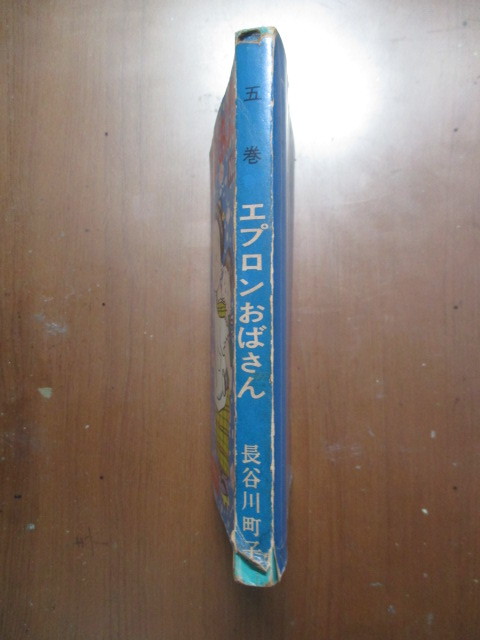 五巻
エプロンおばさん
長谷川町子